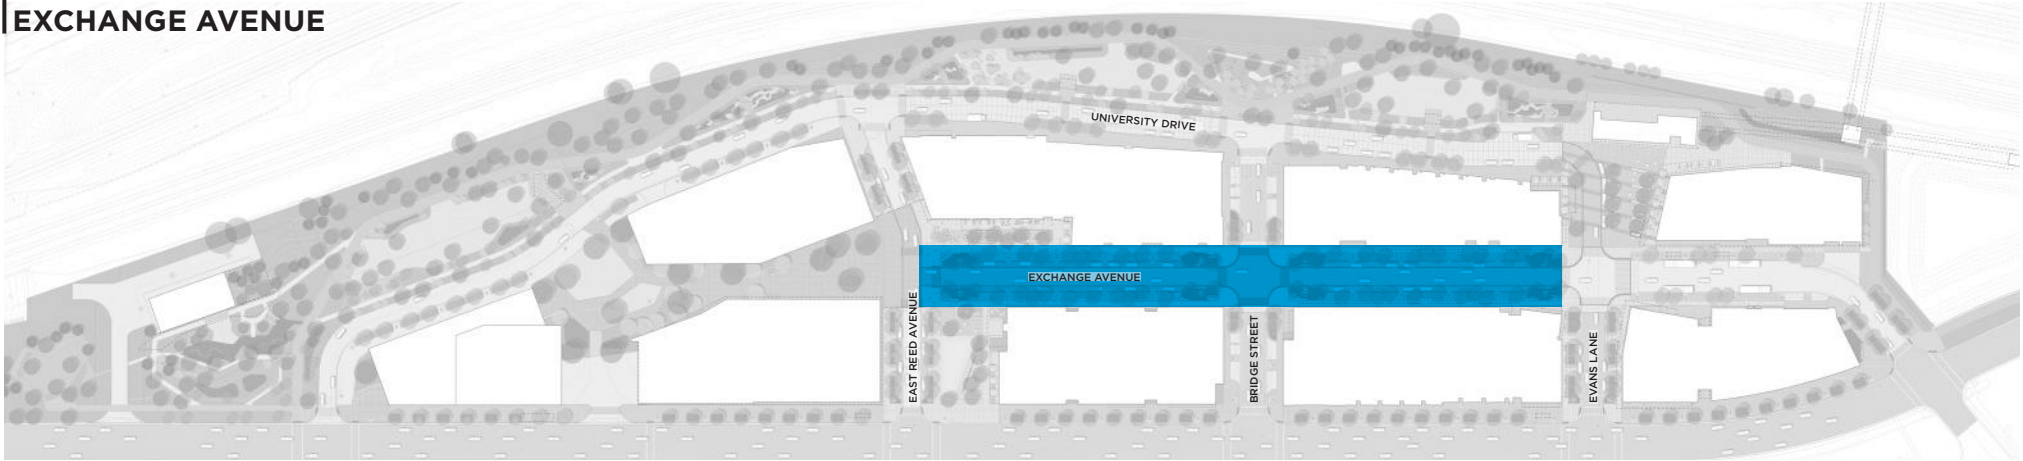 EXCHANGE AVENUE
UNIVERSITY DRIVE
EXCHANGE AVENUE
EAST REED AVENUE
BRIDGE STREET
EVANS LANE